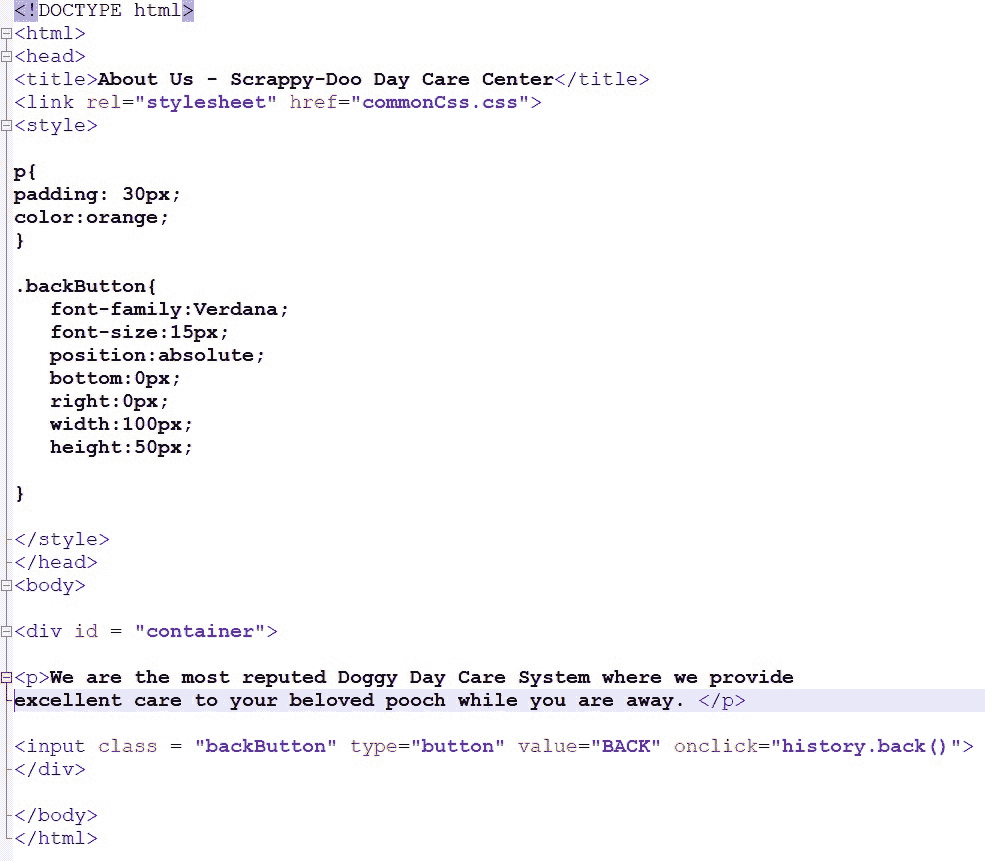 <!DOCTYPE html>
<html>
<head>
<title>About Us - Scrappy-Doo Day Care Center</title>
<link rel="stylesheet" href="commonCss.css">
<style>
p{
padding: 30px;
color:orange;
}
.backButton{
font-family:Verdana;
font-size:15px;
position:absolute;
bottom:0px;
right:0px;
width:100px;
height:50px;
}
</style>
</head>
<body>
<div id = "container">
<p>We are the most reputed Doggy Day Care System where we provide
excellent care to your beloved pooch while you are away. </p>
<input class = "backButton" type="button" value="BACK" onclick="history.back()">
</div>
</body>
</html>